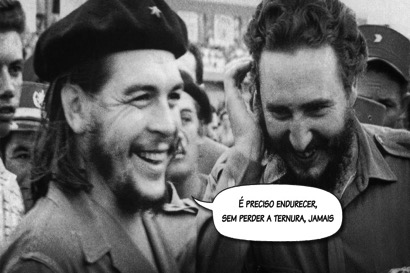 É PRECISO ENDURECER,
SEM PERDER A TERNURA, JAMAIS